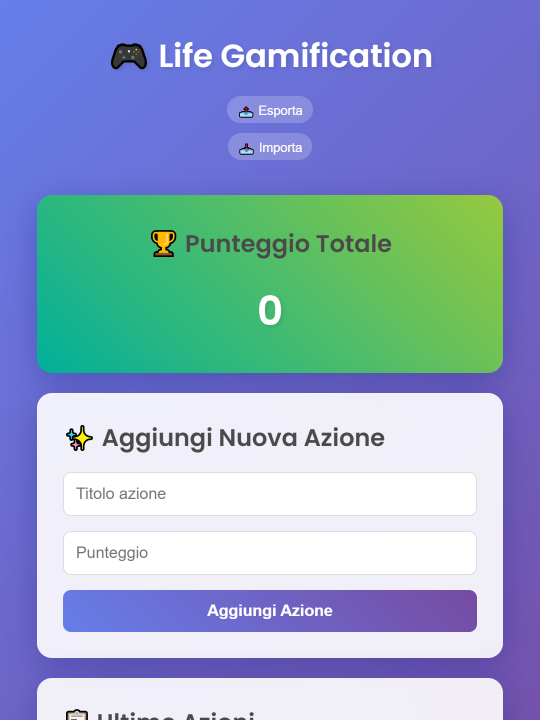 Life Gamification
Esporta
Importa
Punteggio Totale
0
Aggiungi Nuova Azione
Titolo azione
Punteggio
Aggiungi Azione
Ultime Azioni